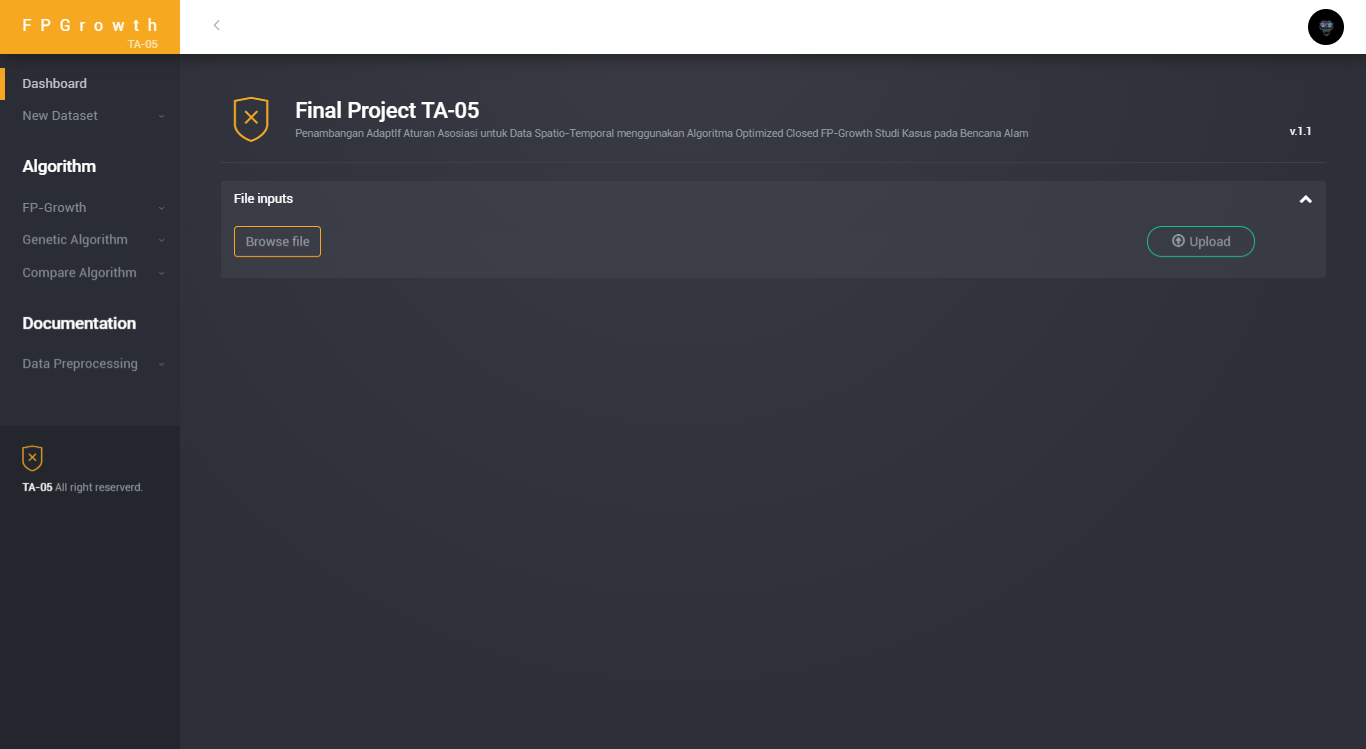 FPGrowth
TA-05
Dashboard
New Dataset
Algorithm
FP-Growth
Genetic Algorithm
Compare Algorithm
Documentation
Data Preprocessing
TA-05 All right reserverd.
Final Project TA-05
Penambangan AdaptIf Aturan Asosiasi untuk Data Spatio-Temporal menggunakan Algoritma Optimized Closed FP-Growth Studi Kasus pada Bencana Alam
v.1.1
File inputs
Browse file
Upload